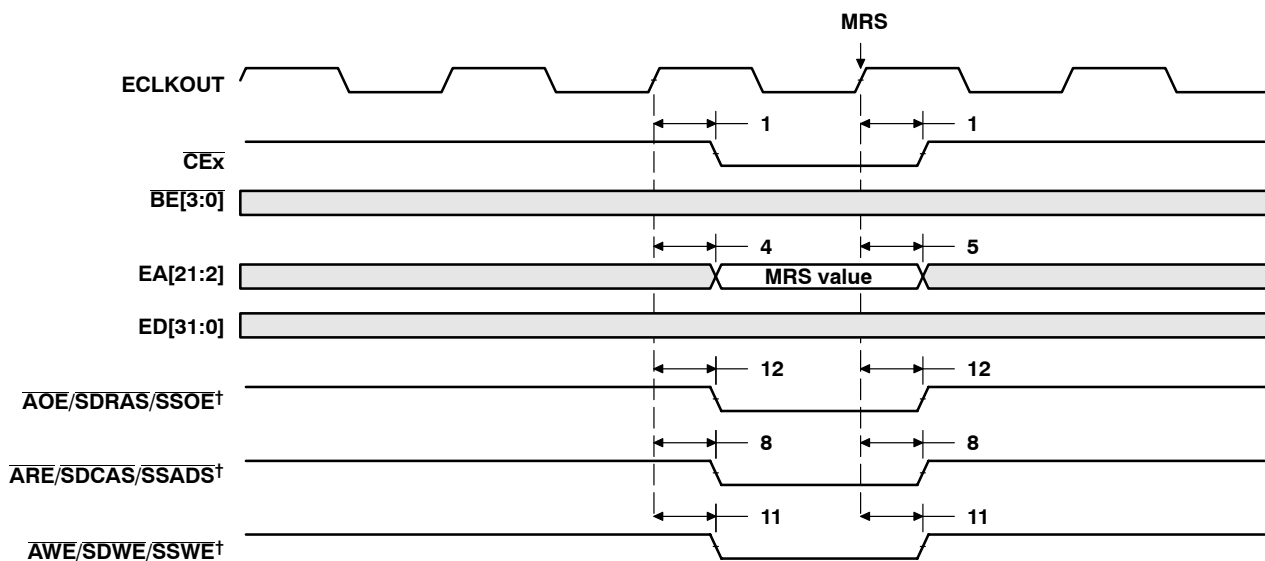 MRS
ECLKOUT
1 1
CEx
BE[3:0]
4 5
EA[21:2]
MRS value
ED[31:0]
12 12
AOE/SDRAS/SSOE†
8 8
ARE/SDCAS/SSADS†
11 11
AWE/SDWE/SSWE†